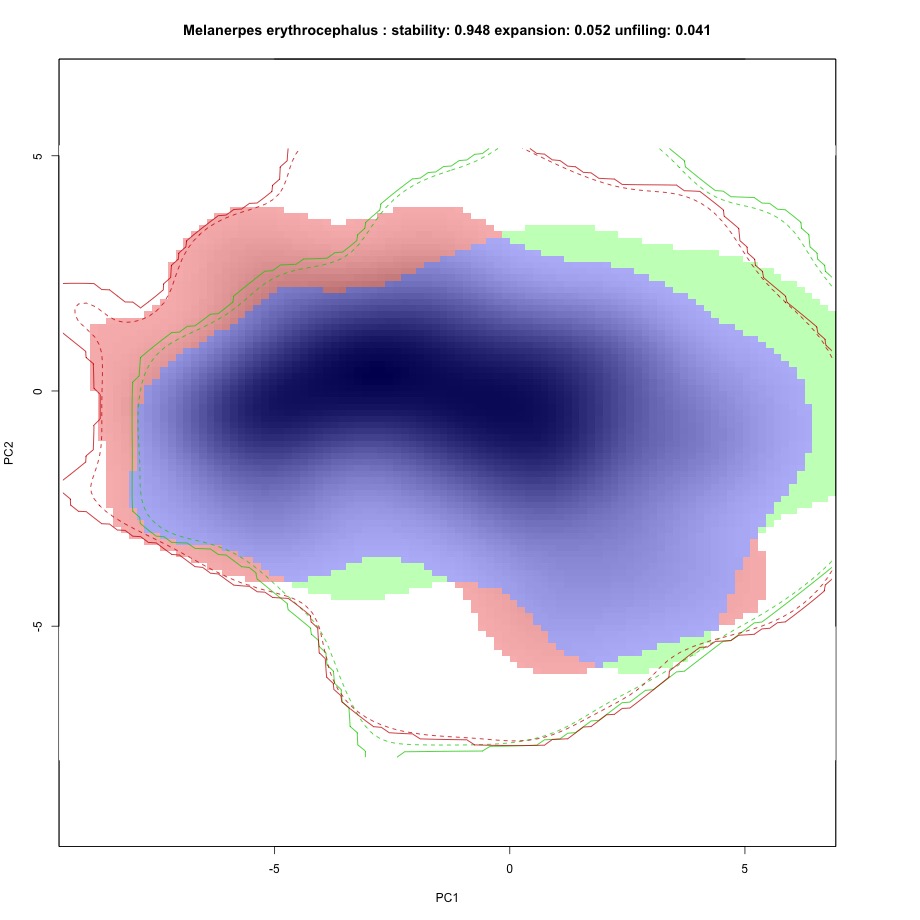 Melanerpes erythrocephalus : stability: 0.948 expansion: 0.052 unfiling: 0.041
5
0
-5
PC2
-5 0 5
PC1